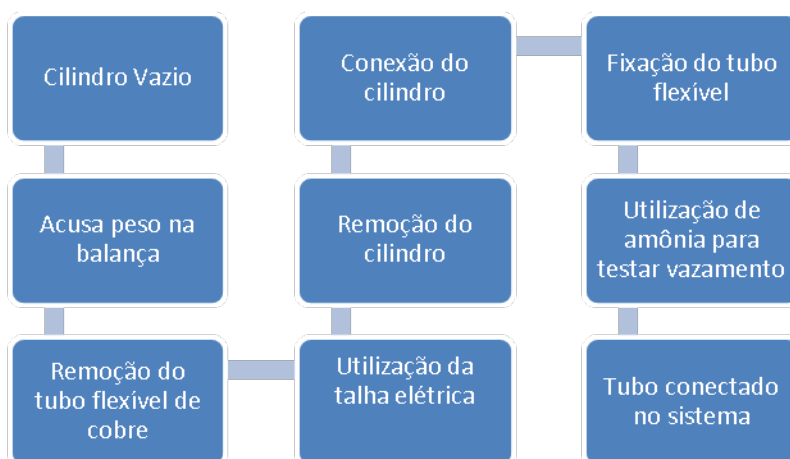 Cilindro Vazio
Acusa peso na
balança
Remoção do
tubo flexível de
cobre
Utilização da
talha elétrica
Remoção do
cilindro
Conexão do
cilindro
Fixação do tubo
flexível
Utilização de
amônia para
testar vazamento
Tubo conectado
no sistema